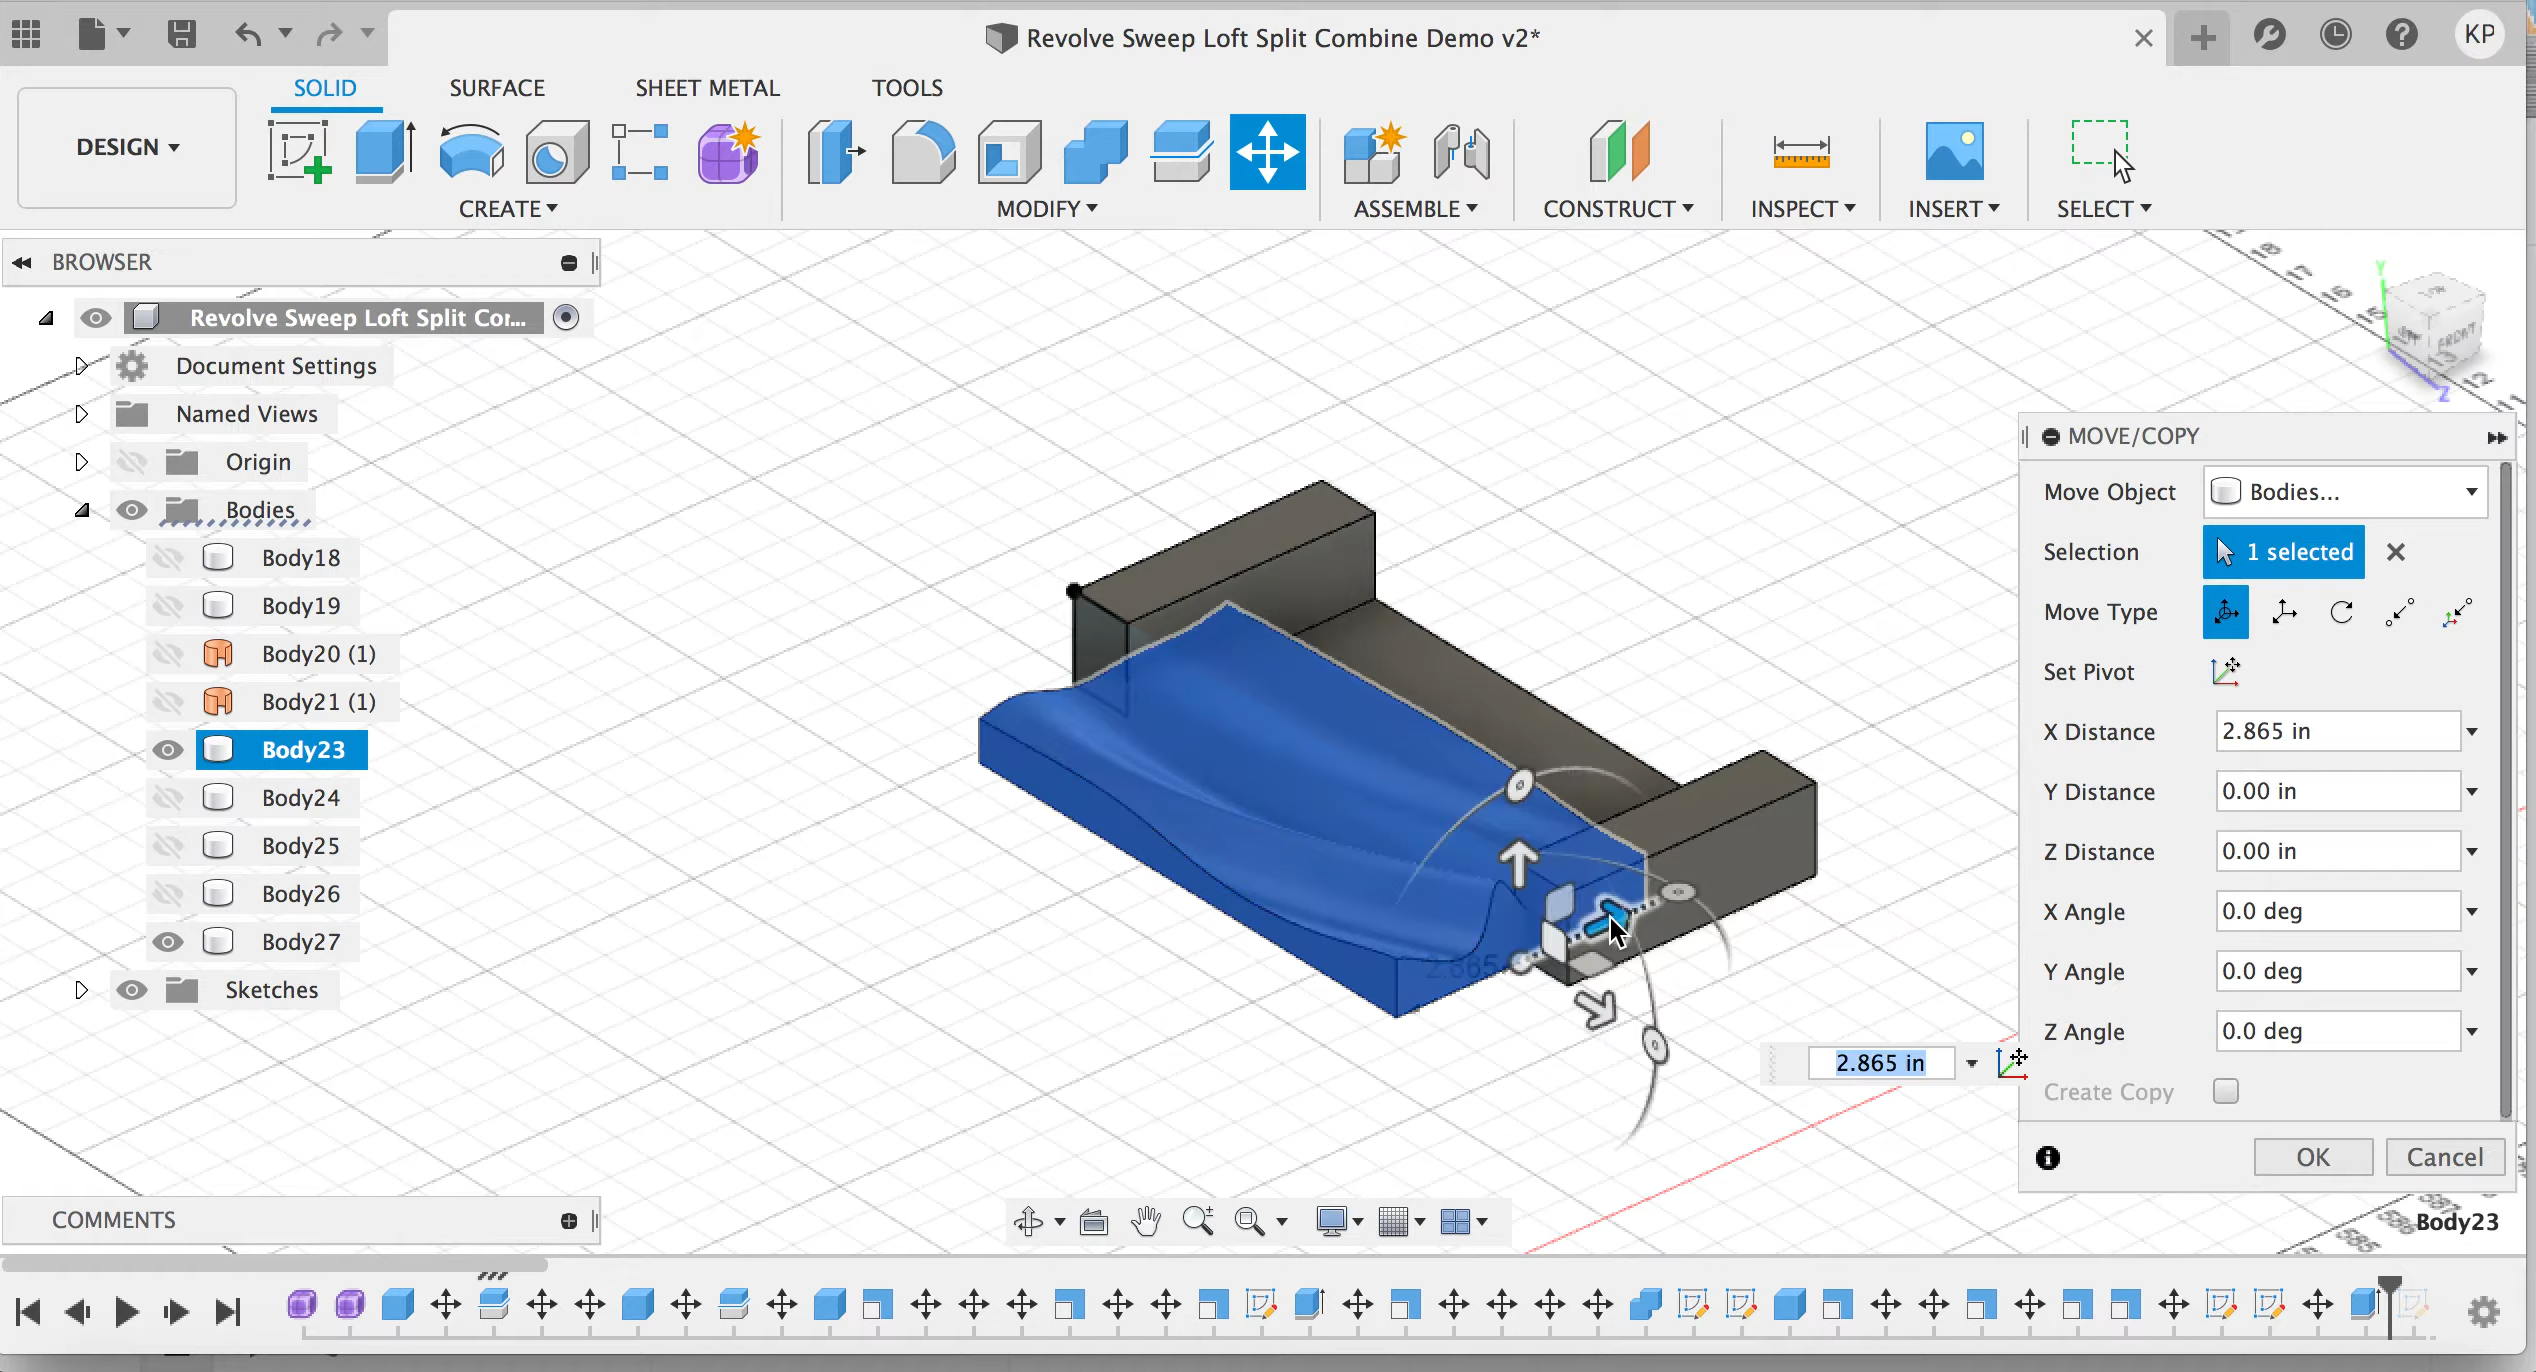 Revolve Sweep Loft Split Combine Demo v2*
KP
SOLID
SURFACE
SHEET METAL
TOOLS
DESIGN
CREATE
MODIFY
ASSEMBLE
CONSTRUCT
INSPECT
INSERT
SELECT
BROWSER
Revolve Sweep Loft Split Cor...
Document Settings
Named Views
Origin
Bodies
Body18
Body19
Body20 (1)
Body21 (1)
Body23
Body24
Body25
Body26
Body27
Sketches
Y
FRONT
Z
MOVE/COPY
Move Object
Bodies...
Selection
1 selected
Move Type
Set Pivot
X Distance
2.865 in
Y Distance
0.00 in
Z Distance
0.00 in
X Angle
0.0 deg
Y Angle
0.0 deg
Z Angle
0.0 deg
Create Copy
OK
Cancel
2.865
2.865 in
Body23
COMMENTS